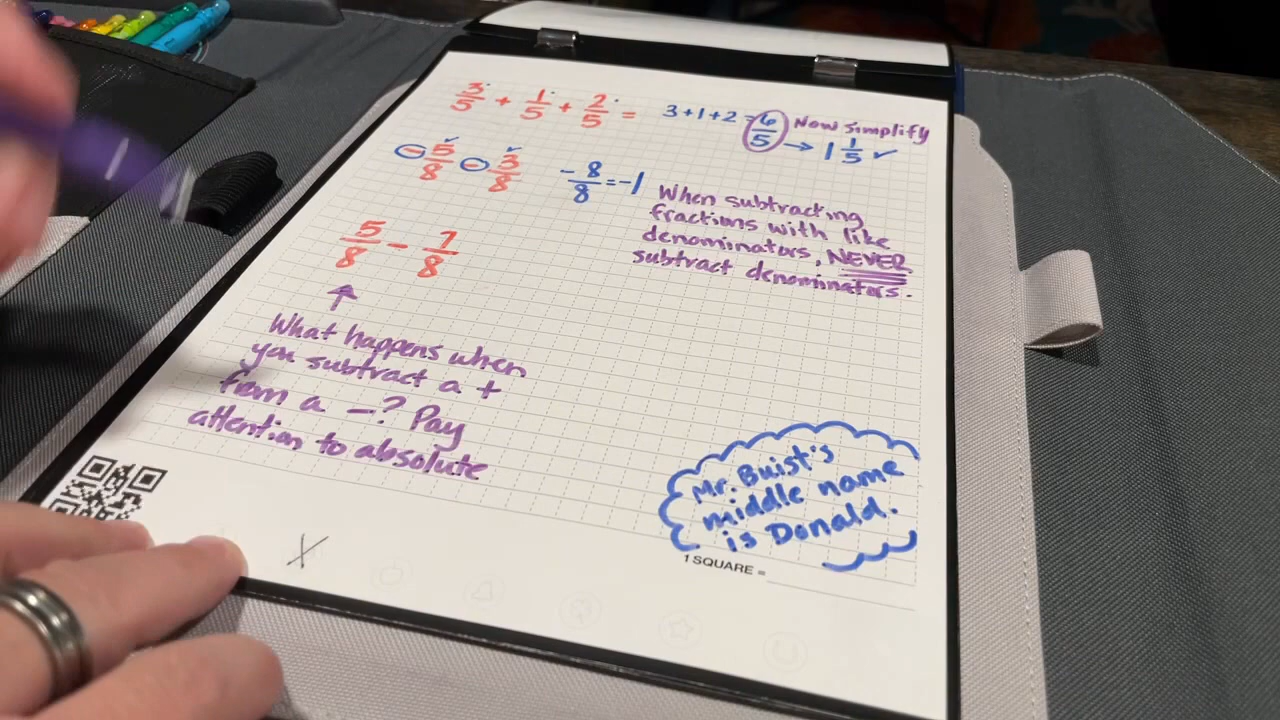 3/5 + 1/5 + 2/5 = 3+1+2 = 6/5 Now simplify
→ 1 1/5 ✓
- 5/8 - 3/8 -8/8 = -1
When subtracting
fractions with like
denominators, NEVER
subtract denominators.
5/8 - 7/8
↑
What happens when
you subtract a +
from a -? Pay
attention to absolute
Mr. Buist's
middle name
is Donald.
1 SQUARE =
X